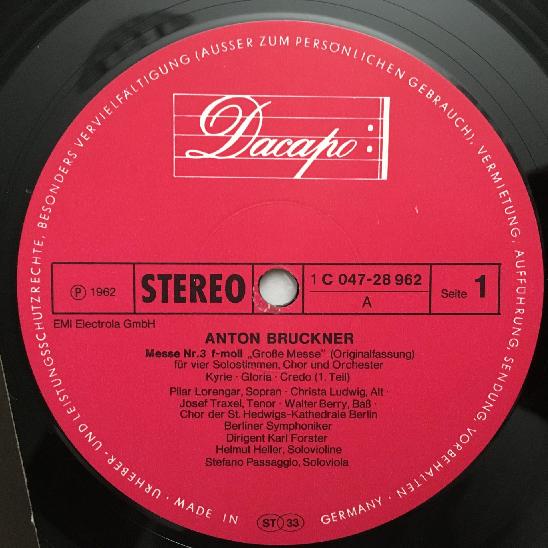 URHEBER- UND LEISTUNGSSCHUTZRECHTE, BESONDERS VERVIELFÄLTIGUNG (AUSSER ZUM PERSÖNLICHEN GEBRAUCH), VERMIETUNG, AUFFÜHRUNG, SENDUNG, VORBEHALTEN · GERMANY
Dacapo
℗ 1962
STEREO
1 C 047-28 962
A
Seite 1
EMI Electrola GmbH
ANTON BRUCKNER
Messe Nr.3 f-moll „Große Messe" (Originalfassung)
für vier Solostimmen, Chor und Orchester
Kyrie · Gloria · Credo (1. Teil)
Pilar Lorengar, Sopran · Christa Ludwig, Alt ·
Josef Traxel, Tenor · Walter Berry, Baß ·
Chor der St. Hedwigs-Kathedrale Berlin
Berliner Symphoniker
Dirigent Karl Forster
Helmut Heller, Solovioline
Stefano Passaggio, Soloviola
MADE IN
ST 33